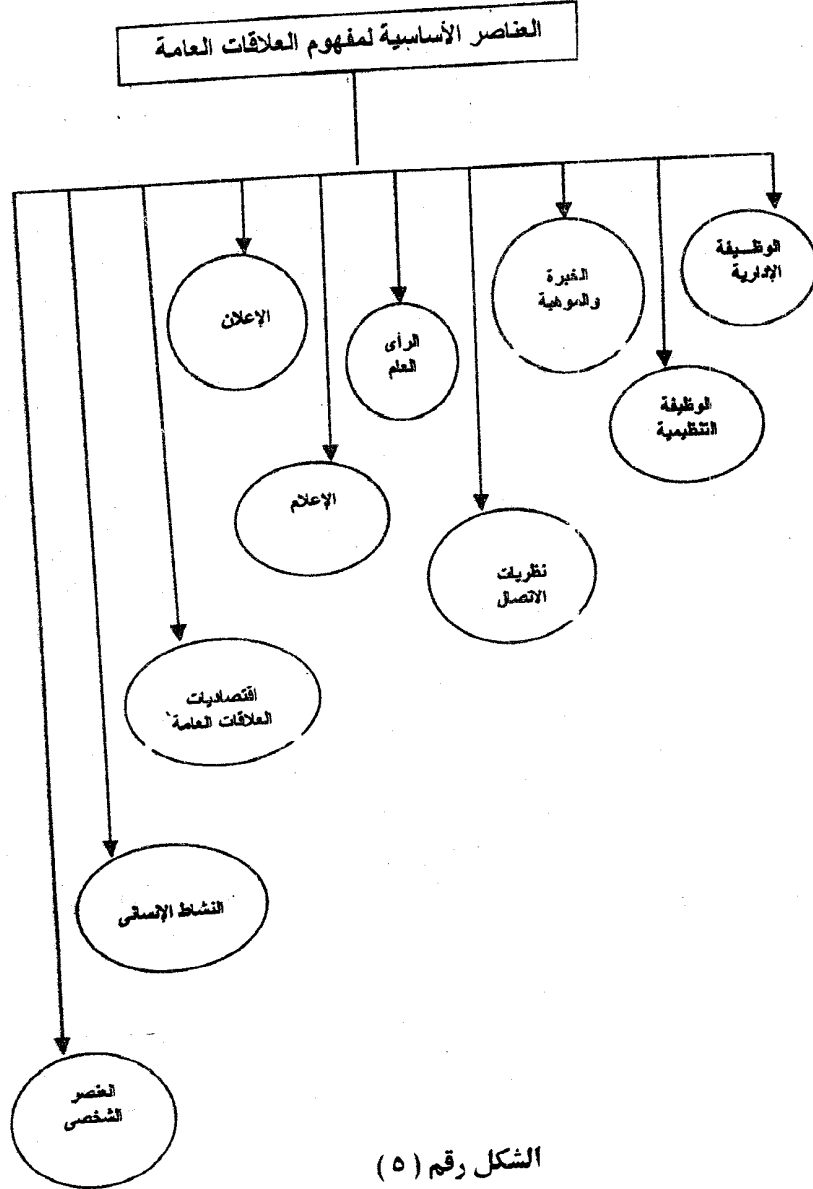 العناصر الأساسية لمفهوم العلاقات العامة
الوظيفة
الإدارية
الوظيفة
التنظيمية
الخبرة
والموهبة
نظريات
الاتصال
الرأى
العام
الإعلام
الإعلان
اقتصاديات
العلاقات العامة
النشاط الإنسانى
العنصر
الشخصى
الشكل رقم ( ٥ )